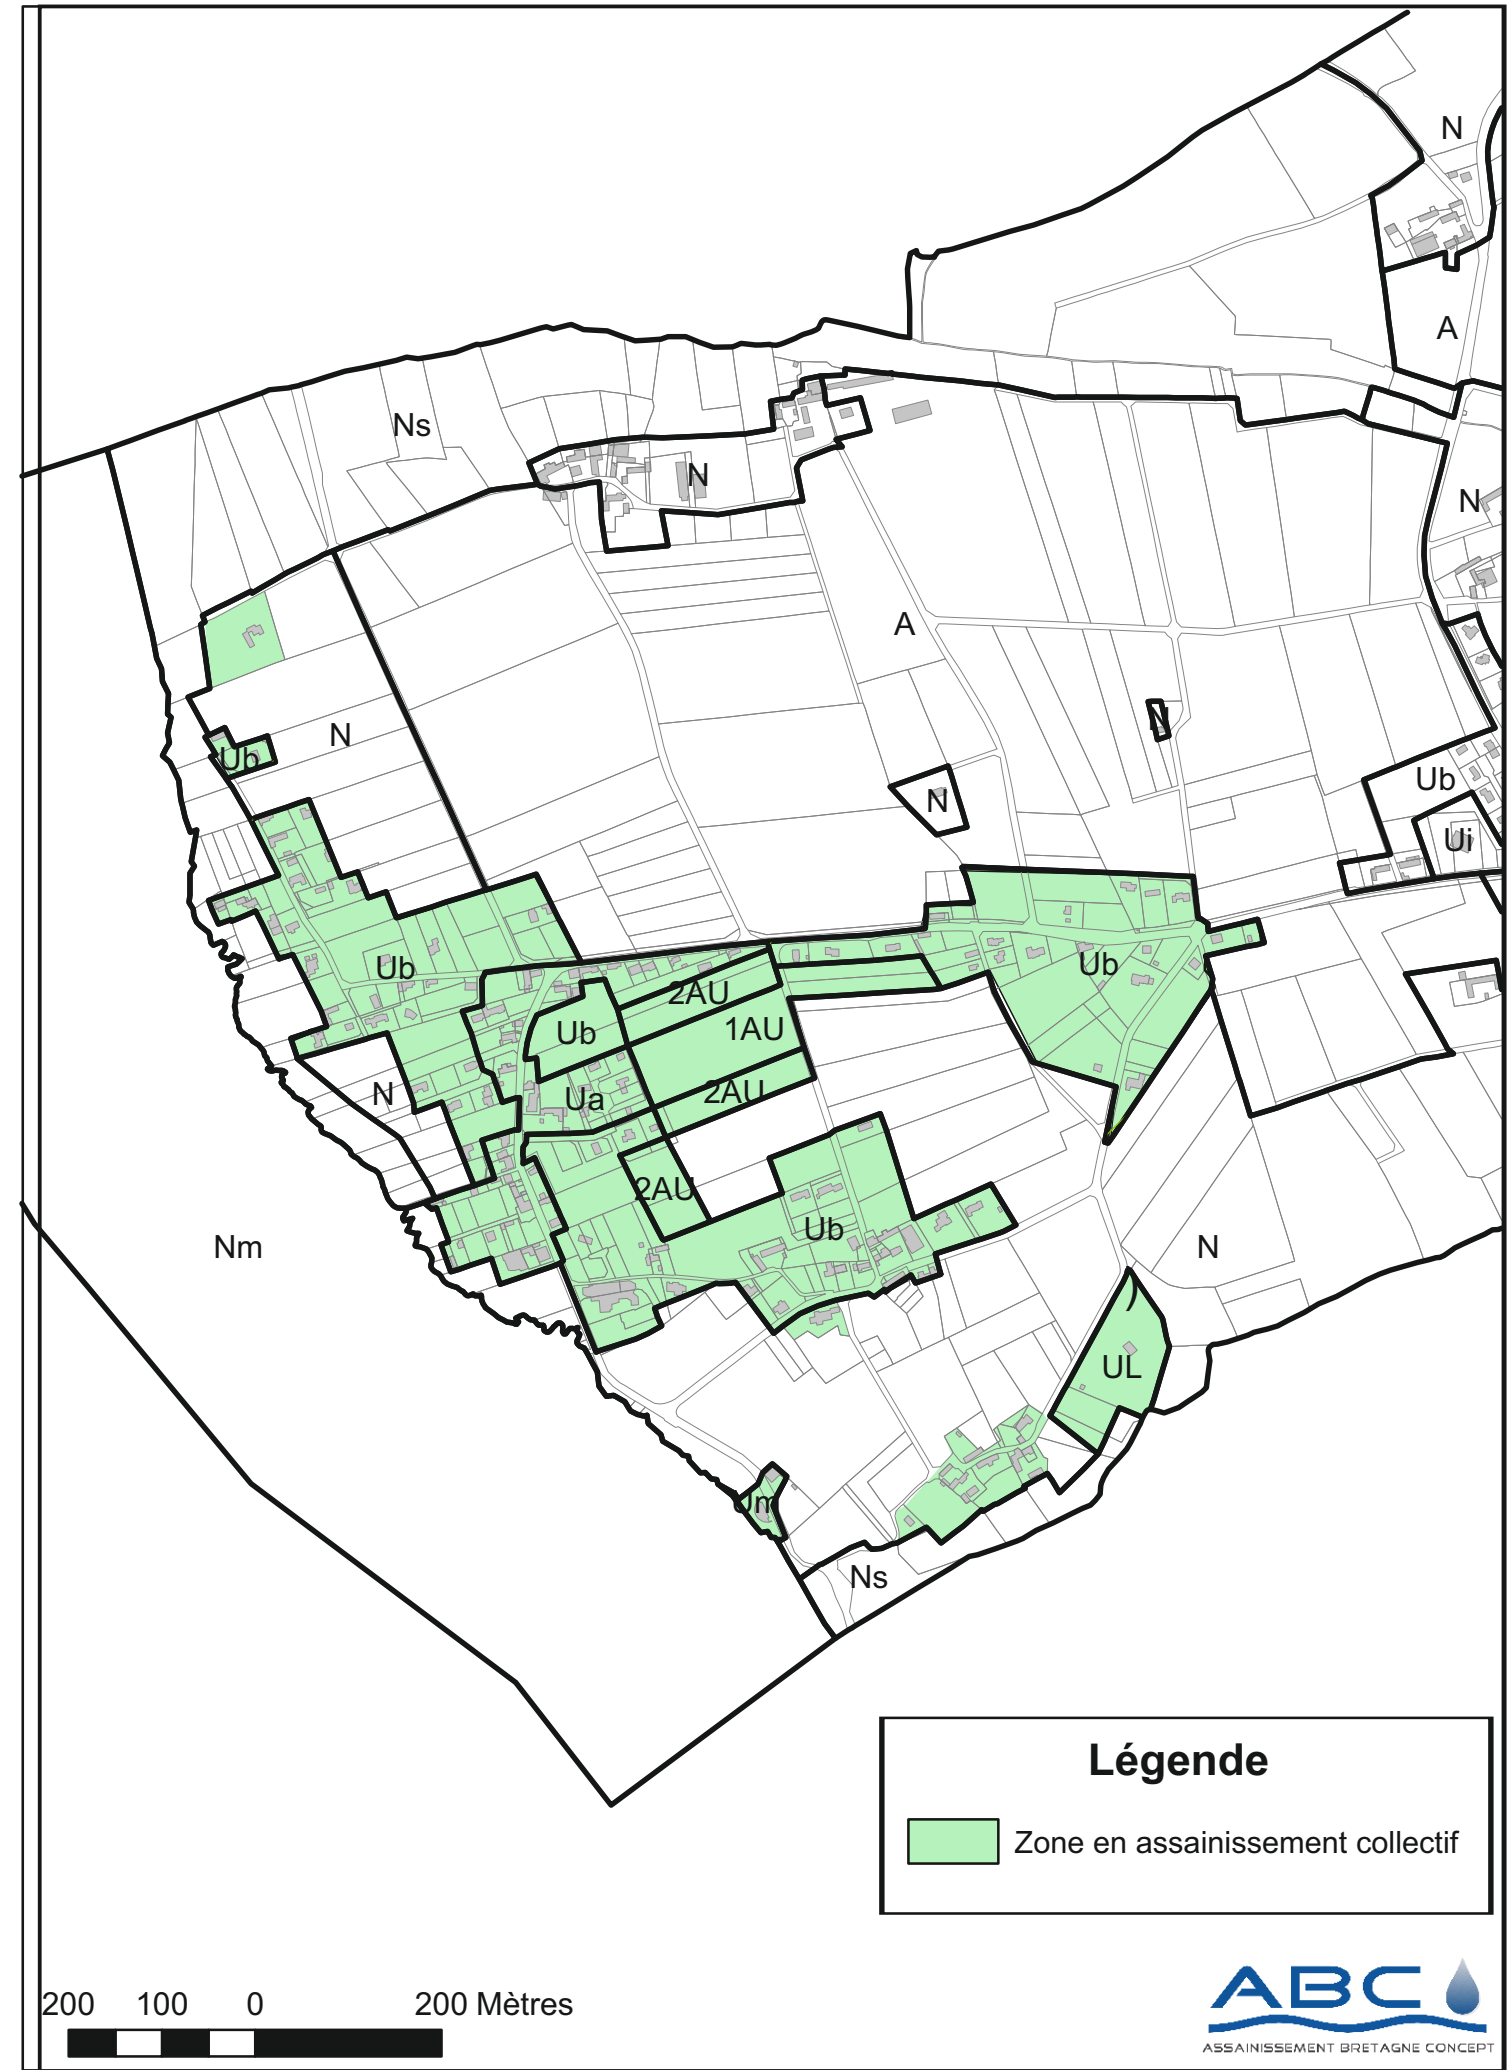 N
A
Ns
N
N
A
N
Ub
N
Ub
N
Ui
Ub
Ub
2AU
1AU
Ub
2AU
Ua
N
2AU
Ub
Nm
N
)
UL
Um
Ns
Légende
Zone en assainissement collectif
200 100 0 200 Mètres
ABC
ASSAINISSEMENT BRETAGNE CONCEPT